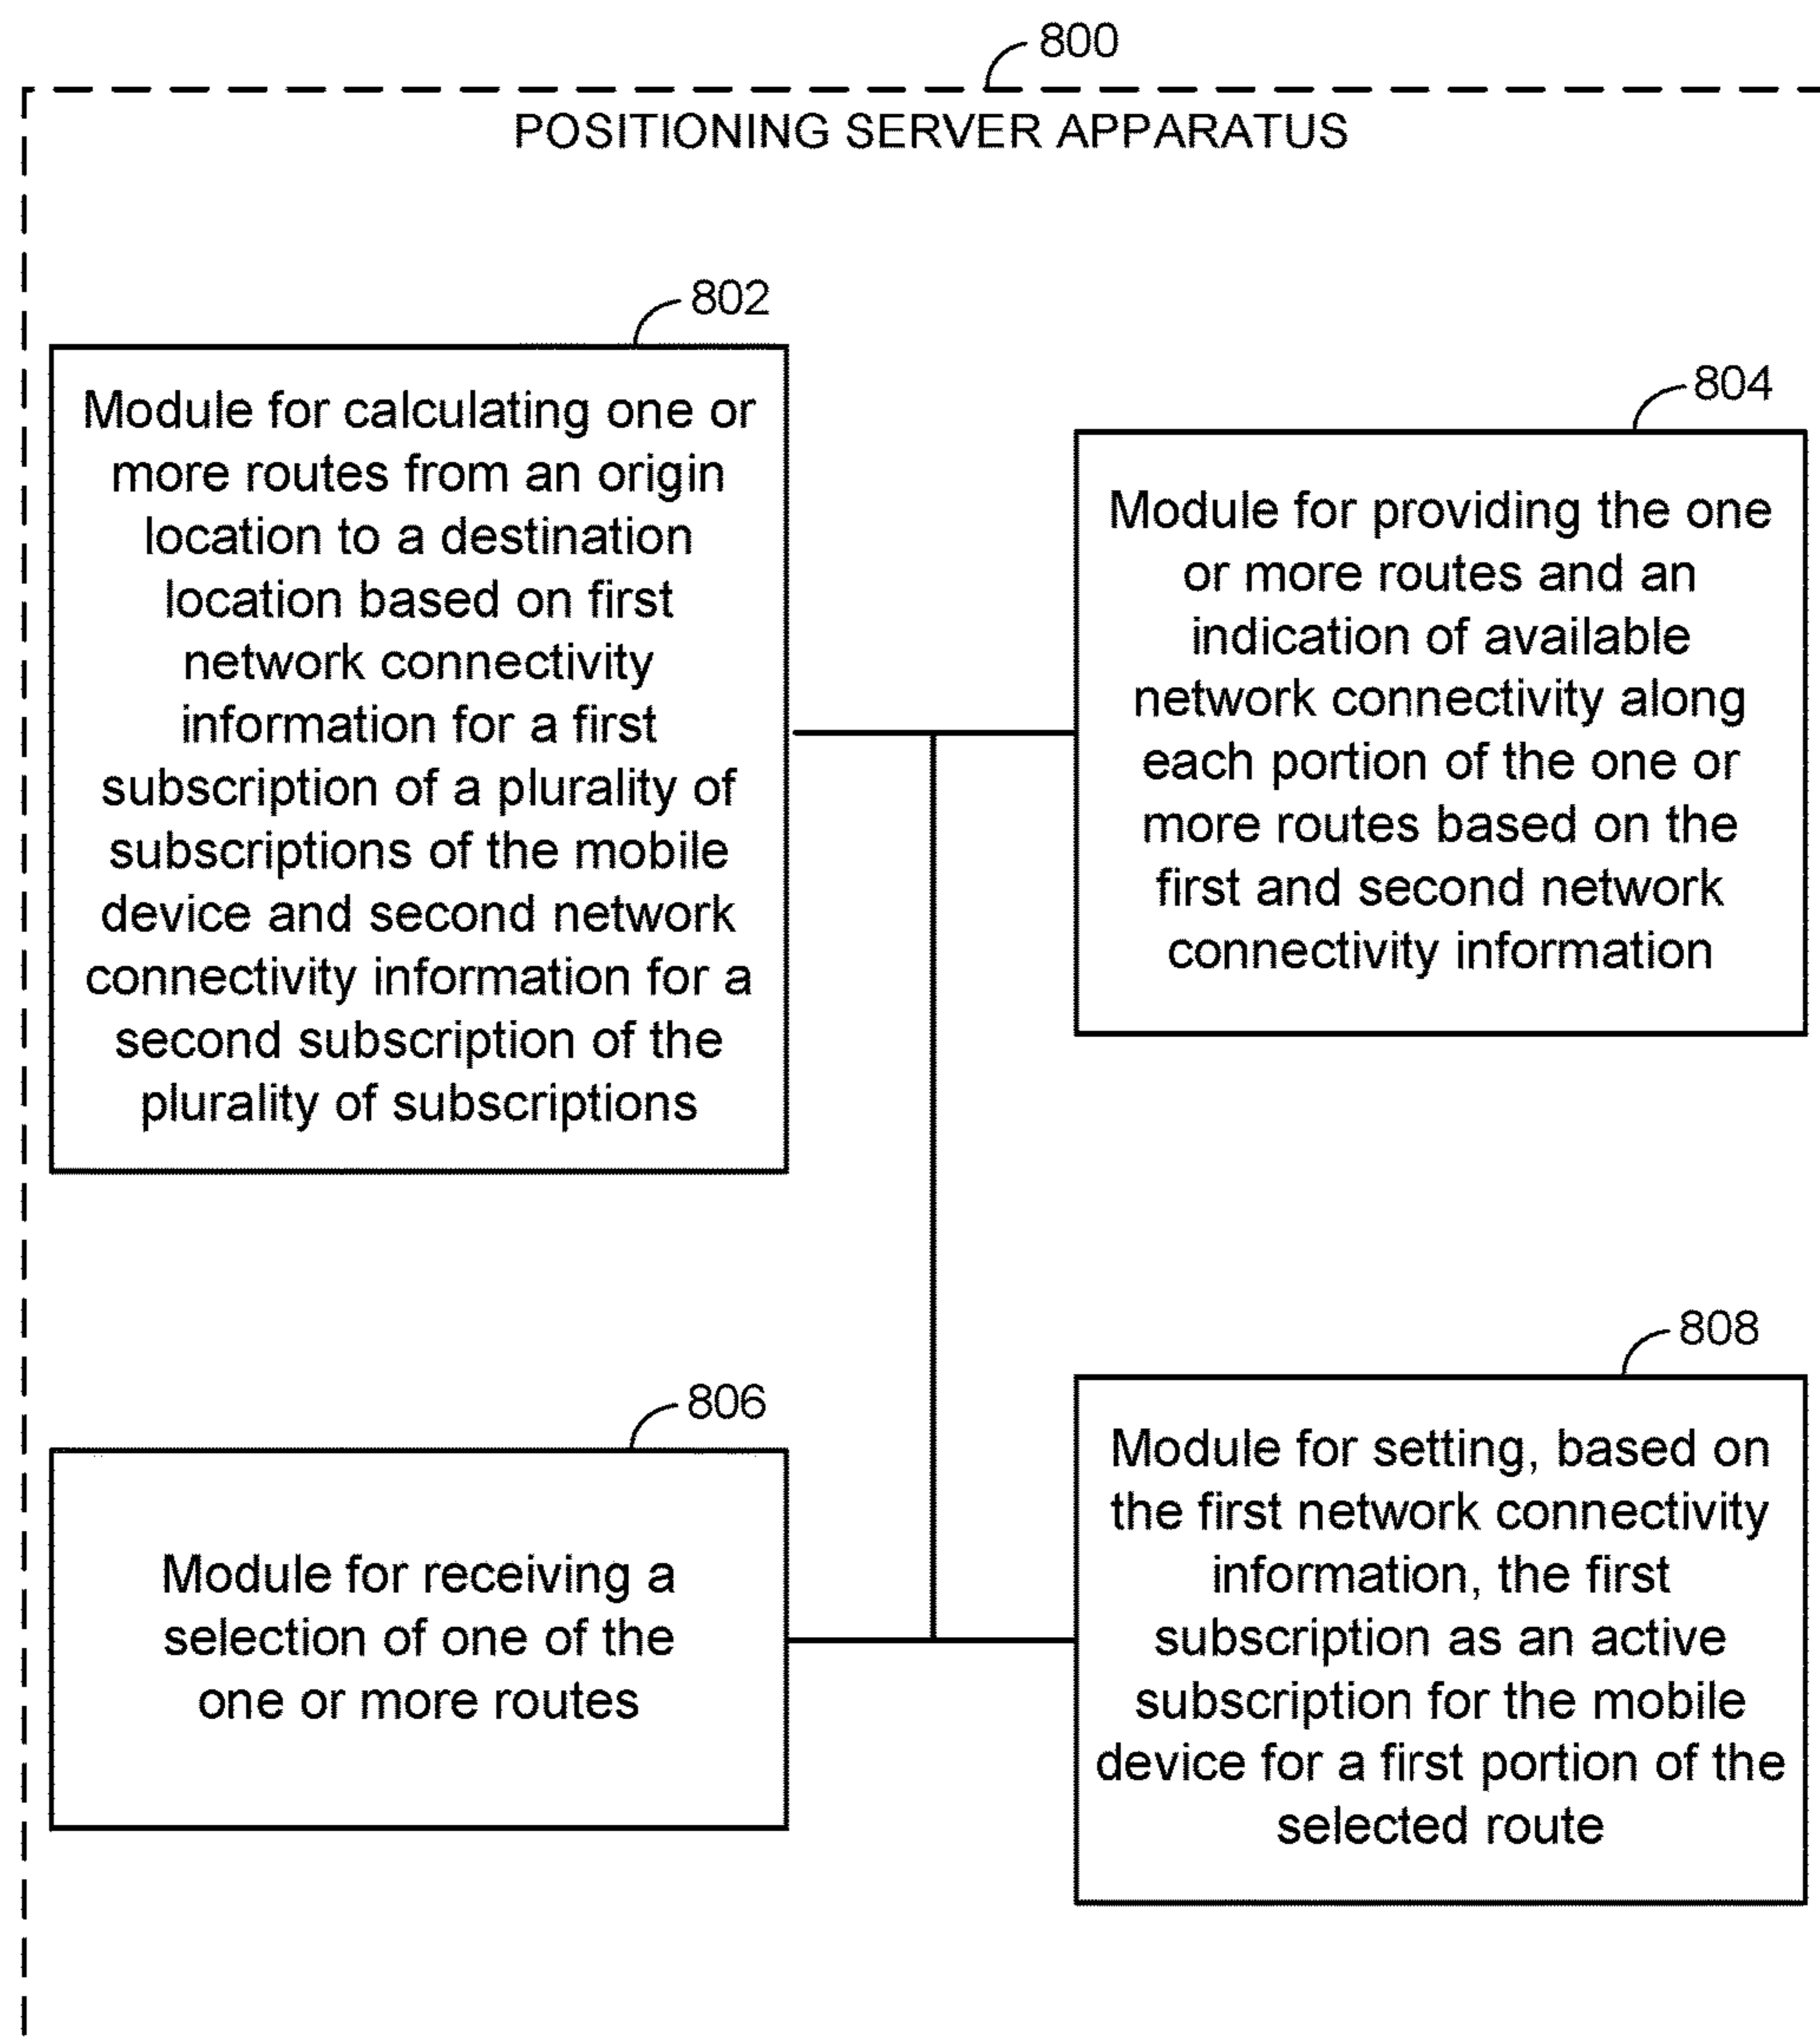 800
POSITIONING SERVER APPARATUS
802
Module for calculating one or
more routes from an origin
location to a destination
location based on first
network connectivity
information for a first
subscription of a plurality of
subscriptions of the mobile
device and second network
connectivity information for a
second subscription of the
plurality of subscriptions
804
Module for providing the one
or more routes and an
indication of available
network connectivity along
each portion of the one or
more routes based on the
first and second network
connectivity information
806
Module for receiving a
selection of one of the
one or more routes
808
Module for setting, based on
the first network connectivity
information, the first
subscription as an active
subscription for the mobile
device for a first portion of the
selected route